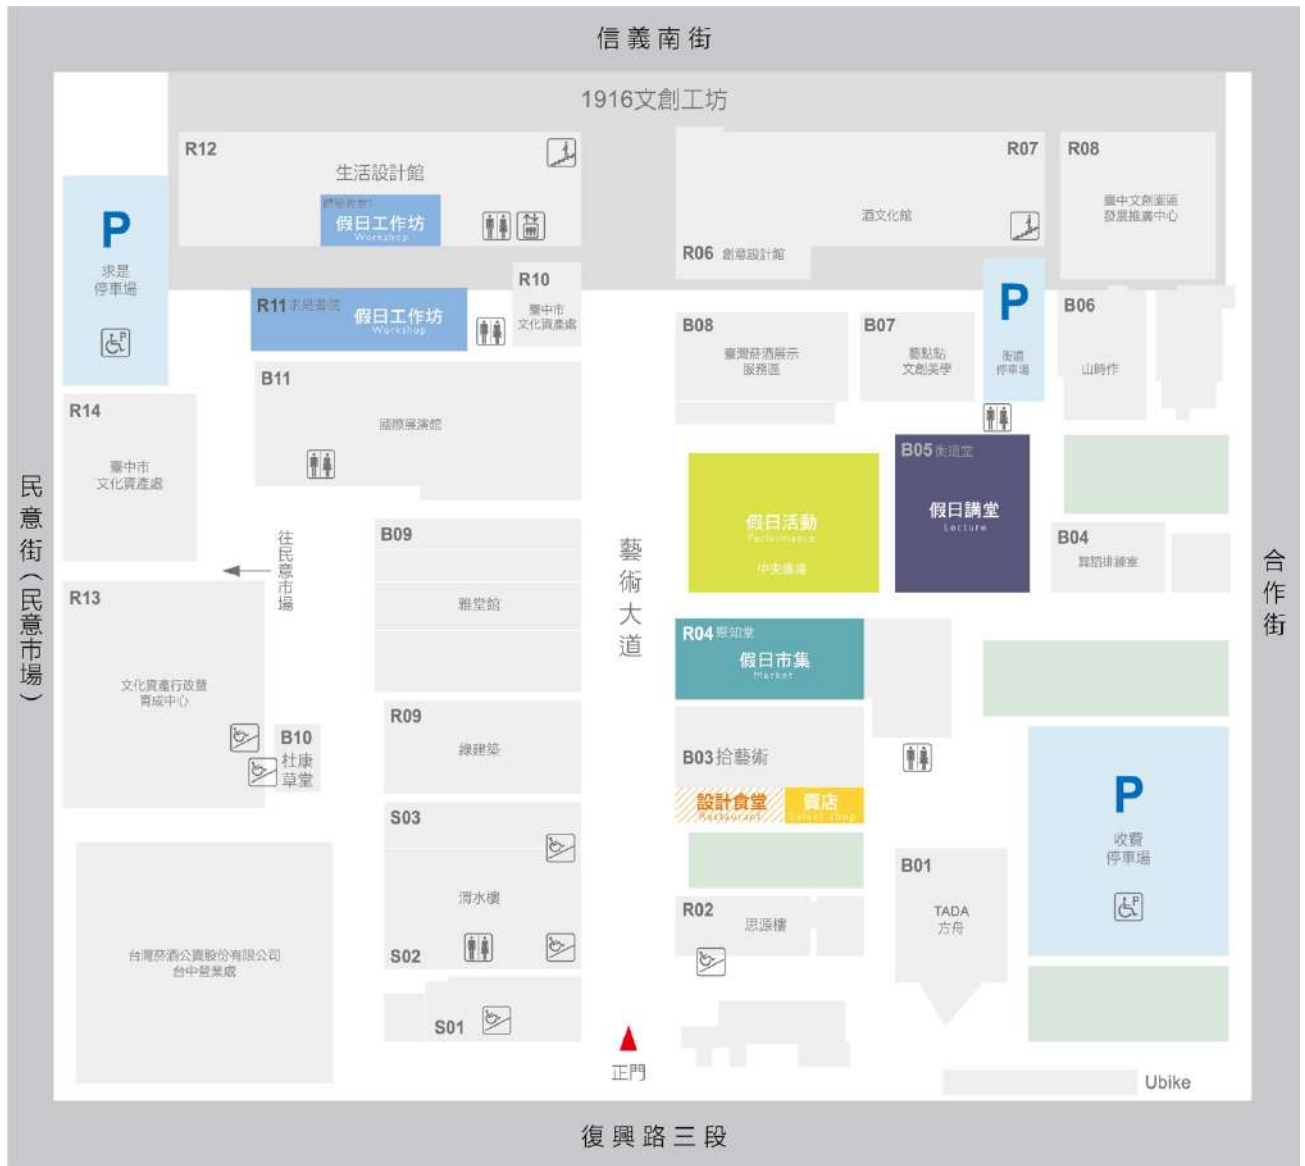 信義南街
1916文創工坊
R12
生活設計館
假日工作坊
Workshop
R07
酒文化館
R06 創意設計館
R08
臺中文創園區
發展推廣中心
P
求是
停車場
R11 求是書院
假日工作坊
Workshop
R10
臺中市
文化資產處
B08
臺灣菸酒展示
服務區
B07
藝點點
文創美學
P
衡道
停車場
B06
山時作
B11
國際展演館
R14
臺中市
文化資產處
假日活動
Performance
中央廣場
B05 衡道堂
假日講堂
Lecture
B04
舞蹈排練室
民意街(民意市場)
往民意市場
B09
雅堂館
藝術大道
合作街
R13
文化資產行政暨
育成中心
R04 聚知堂
假日市集
Market
B10
杜康
草堂
R09
綠建築
B03 拾藝術
設計食堂
Restaurant
賣店
Select shop
P
收費
停車場
S03
渭水樓
S02
R02
思源樓
B01
TADA
方舟
台灣菸酒公賣股份有限公司
台中營業處
S01
正門
Ubike
復興路三段